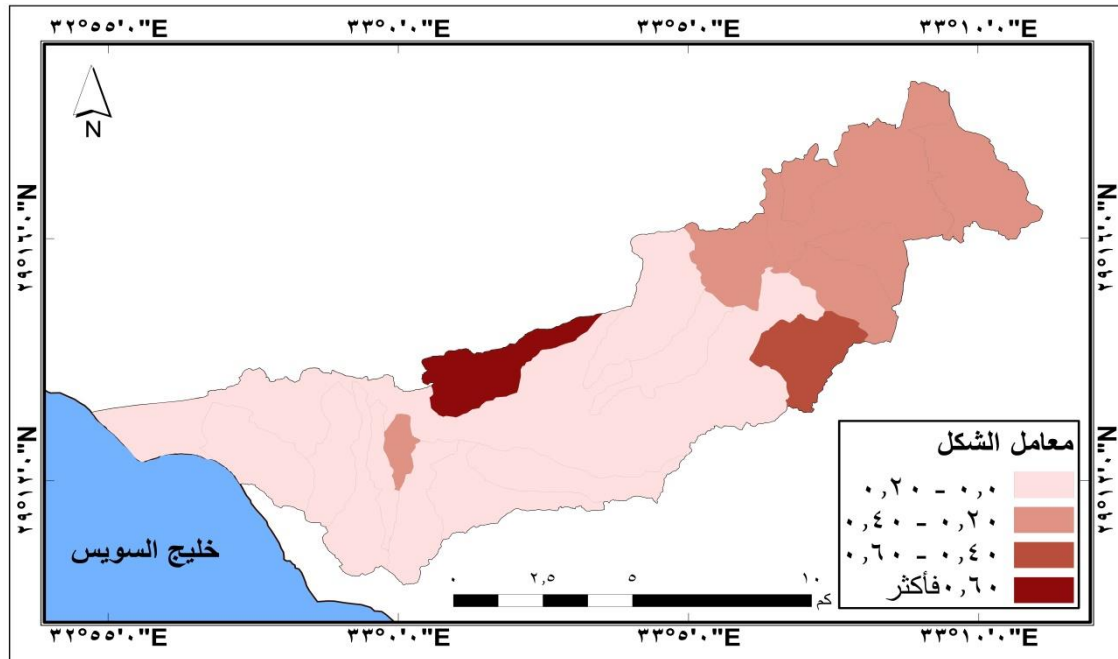 ٣٢°٥٥'٠"E ٣٣°٠'٠"E ٣٣°٥'٠"E ٣٣°١٠'٠"E
N
٢٩°١٦'٠"N
٢٩°١٦'٠"N
٢٩°١٢'٠"N
٢٩°١٢'٠"N
خليج السويس
معامل الشكل
٠,٠ - ٠,٢٠
٠,٢٠ - ٠,٤٠
٠,٤٠ - ٠,٦٠
٠,٦٠ فأكثر
٠ ٢,٥ ٥ ١٠
كم
٣٢°٥٥'٠"E ٣٣°٠'٠"E ٣٣°٥'٠"E ٣٣°١٠'٠"E